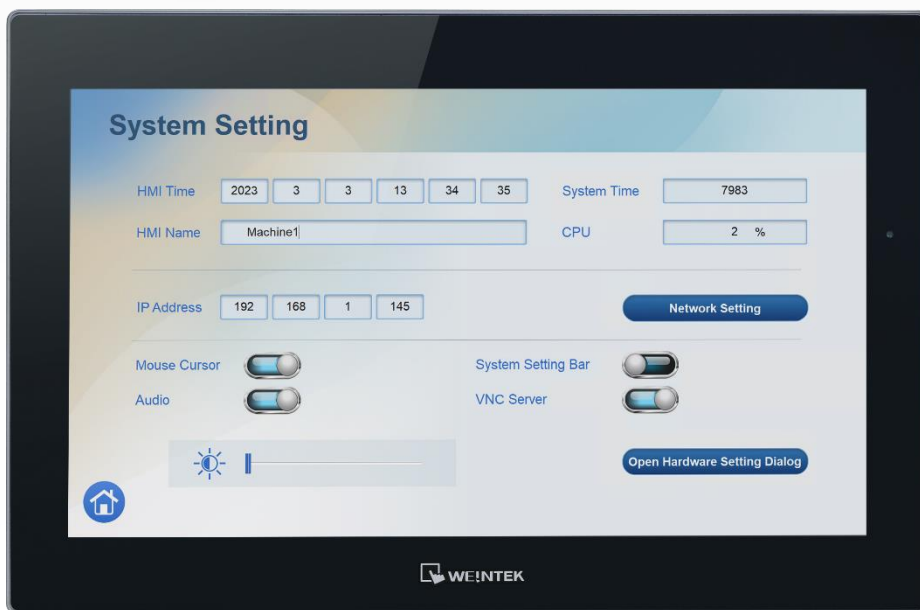 System Setting
HMI Time 2023 3 3 13 34 35 System Time 7983
HMI Name Machine1 CPU 2 %
IP Address 192 168 1 145 Network Setting
Mouse Cursor System Setting Bar
Audio VNC Server
Open Hardware Setting Dialog
WEINTEK